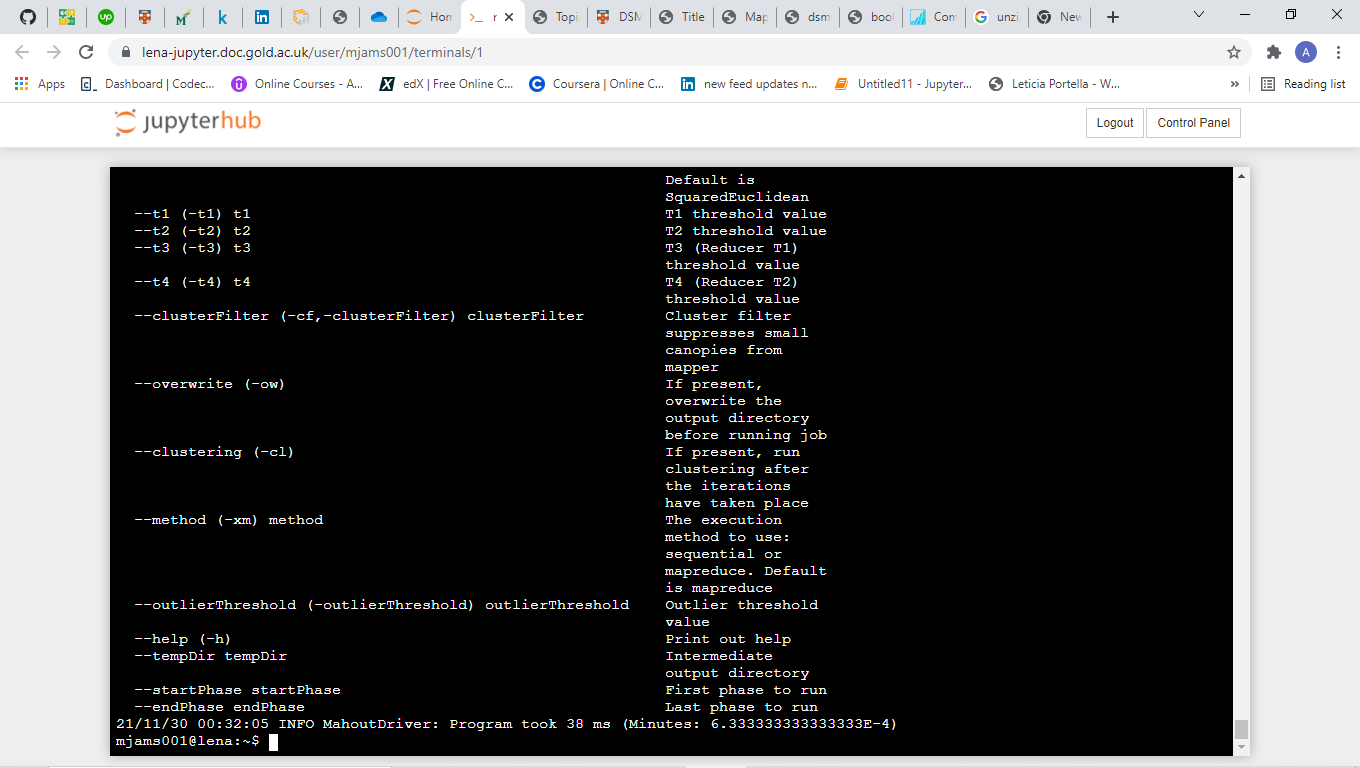 Hom
r
Topi
DSM
Title
Map
dsm
bool
Com
unzi
New
lena-jupyter.doc.gold.ac.uk/user/mjams001/terminals/1
A
Apps
Dashboard | Codec...
Online Courses - A...
edX | Free Online C...
Coursera | Online C...
new feed updates n...
Untitled11 - Jupyter...
Leticia Portella - W...
»
Reading list
jupyterhub
Logout
Control Panel
Default is
SquaredEuclidean
--t1 (-t1) t1 T1 threshold value
--t2 (-t2) t2 T2 threshold value
--t3 (-t3) t3 T3 (Reducer T1)
threshold value
--t4 (-t4) t4 T4 (Reducer T2)
threshold value
--clusterFilter (-cf,-clusterFilter) clusterFilter Cluster filter
suppresses small
canopies from
mapper
--overwrite (-ow) If present,
overwrite the
output directory
before running job
--clustering (-cl) If present, run
clustering after
the iterations
have taken place
--method (-xm) method The execution
method to use:
sequential or
mapreduce. Default
is mapreduce
--outlierThreshold (-outlierThreshold) outlierThreshold Outlier threshold
value
--help (-h) Print out help
--tempDir tempDir Intermediate
output directory
--startPhase startPhase First phase to run
--endPhase endPhase Last phase to run
21/11/30 00:32:05 INFO MahoutDriver: Program took 38 ms (Minutes: 6.333333333333333E-4)
mjams001@lena:~$